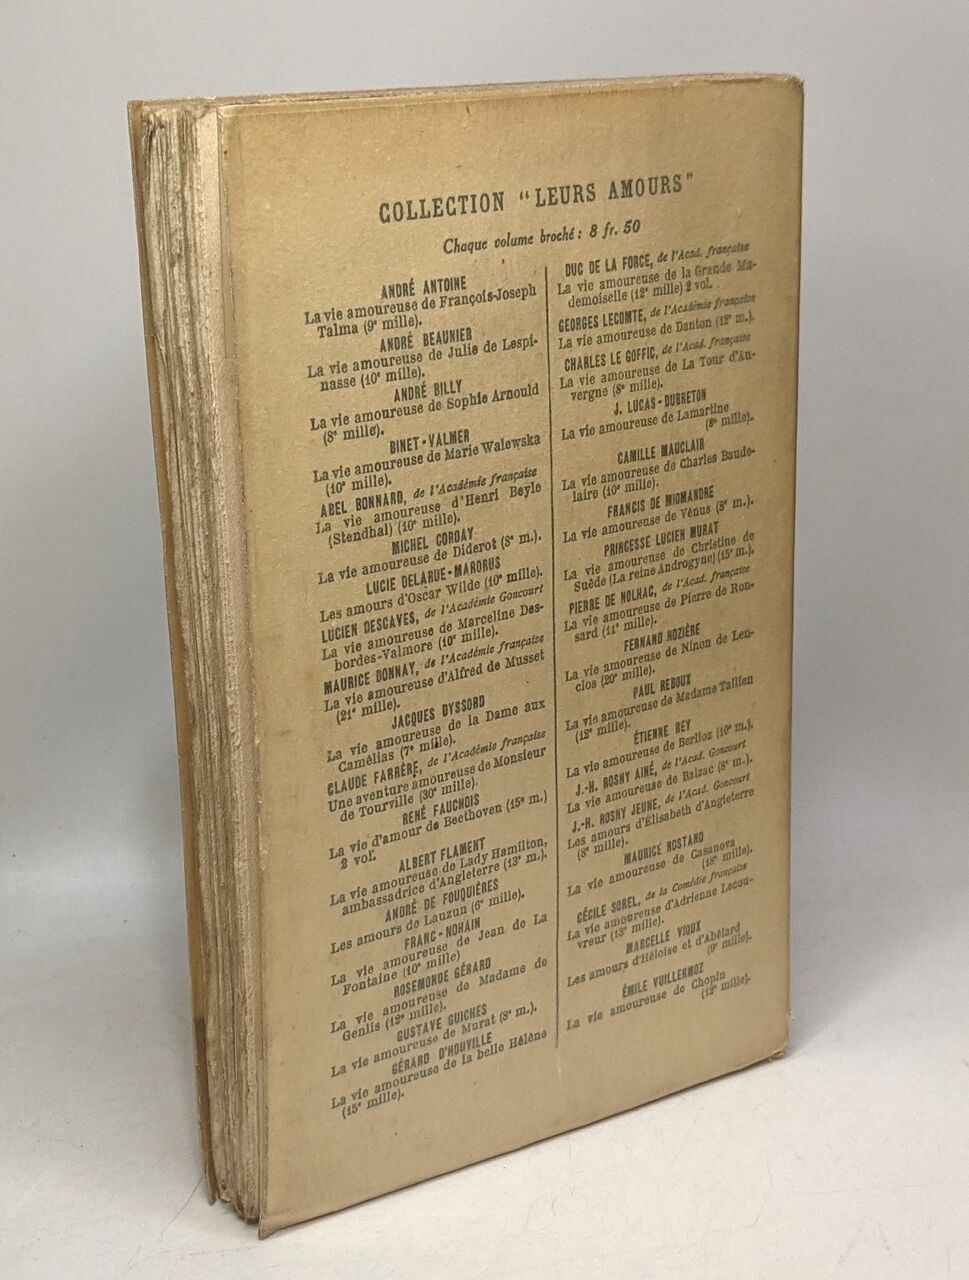 COLLECTION "LEURS AMOURS"
Chaque volume broché : 8 fr. 50
ANDRÉ ANTOINE
La vie amoureuse de François-Joseph
Talma (9e mille).
ANDRÉ BEAUNIER
La vie amoureuse de Julie de Lespi-
nasse (10e mille).
ANDRÉ BILLY
La vie amoureuse de Sophie Arnould
(8e mille).
BINET-VALMER
La vie amoureuse de Marie Walewska
(10e mille).
ABEL BONNARD, de l'Académie française
La vie amoureuse d'Henri Beyle
(Stendhal) (10e mille).
MICHEL CORDAY
La vie amoureuse de Diderot (8e m.).
LUCIE DELARUE-MARDRUS
Les amours d'Oscar Wilde (10e mille).
LUCIEN DESCAVES, de l'Académie Goncourt
La vie amoureuse de Marceline Des-
bordes-Valmore (10e mille).
MAURICE DONNAY, de l'Académie française
La vie amoureuse d'Alfred de Musset
(21e mille).
JACQUES DYSSORD
La vie amoureuse de la Dame aux
Camélias (7e mille).
CLAUDE FARRÈRE, de l'Académie française
Une aventure amoureuse de Monsieur
de Tourville (30e mille).
RENÉ FAUCHOIS
La vie d'amour de Beethoven (15e m.)
2 vol.
ALBERT FLAMENT
La vie amoureuse de Lady Hamilton,
ambassadrice d'Angleterre (13e m.).
ANDRÉ DE FOUQUIÈRES
Les amours de Lauzun (6e mille).
FRANC-NOHAIN
La vie amoureuse de Jean de La
Fontaine (10e mille)
ROSEMONDE GÉRARD
La vie amoureuse de Madame de
Genlis (12e mille).
GUSTAVE GUICHES
La vie amoureuse de Murat (8e m.).
GÉRARD D'HOUVILLE
La vie amoureuse de la belle Hélène
(15e mille).
DUC DE LA FORCE, de l'Acad. française
La vie amoureuse de la Grande Ma-
demoiselle (12e mille) 2 vol.
GEORGES LECOMTE, de l'Académie française
La vie amoureuse de Danton (12e m.).
CHARLES LE GOFFIC, de l'Acad. française
La vie amoureuse de La Tour d'Au-
vergne (8e mille).
J. LUCAS-DUBRETON
La vie amoureuse de Lamartine
(8e mille).
CAMILLE MAUCLAIR
La vie amoureuse de Charles Baude-
laire (10e mille).
FRANCIS DE MIOMANDRE
La vie amoureuse de Vénus (8e m.).
PRINCESSE LUCIEN MURAT
La vie amoureuse de Christine de
Suède (La reine Androgyne) (15e m.).
PIERRE DE NOLHAC, de l'Acad. française
La vie amoureuse de Pierre de Ron-
sard (11e mille).
FERNAND NOZIÈRE
La vie amoureuse de Ninon de Len-
clos (20e mille).
PAUL REBOUX
La vie amoureuse de Madame Tallien
(12e mille).
ÉTIENNE REY
La vie amoureuse de Berlioz (10e m.).
J.-H. ROSNY AINÉ, de l'Acad. Goncourt
La vie amoureuse de Balzac (8e m.).
J.-H. ROSNY JEUNE, de l'Acad. Goncourt
Les amours d'Élisabeth d'Angleterre
(8e mille).
MAURICE ROSTAND
La vie amoureuse de Casanova
(18e mille).
CÉCILE SOREL, de la Comédie française
La vie amoureuse d'Adrienne Lecou-
vreur (13e mille).
MARCELLE VIOUX
Les amours d'Héloïse et d'Abélard
(9e mille).
ÉMILE VUILLERMOZ
La vie amoureuse de Chopin
(12e mille).